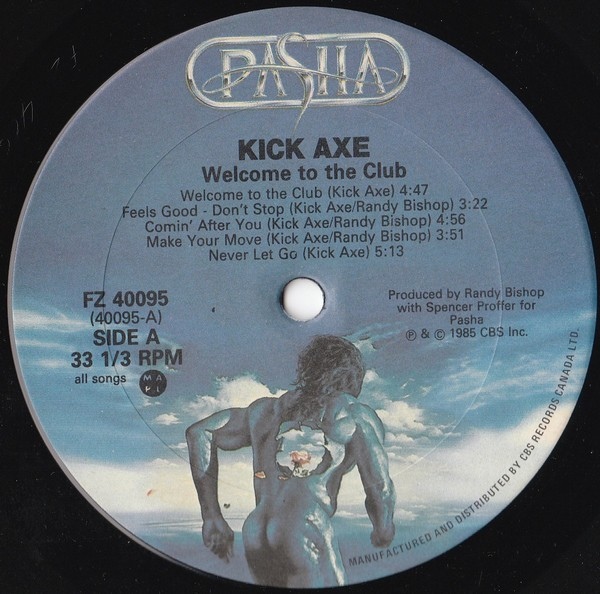 PASHA
KICK AXE
Welcome to the Club
Welcome to the Club (Kick Axe) 4:47
Feels Good - Don't Stop (Kick Axe/Randy Bishop) 3:22
Comin' After You (Kick Axe/Randy Bishop) 4:56
Make Your Move (Kick Axe/Randy Bishop) 3:51
Never Let Go (Kick Axe) 5:13
FZ 40095
(40095-A)
SIDE A
33 1/3 RPM
all songs
MA
PL
Produced by Randy Bishop
with Spencer Proffer for
Pasha
Ⓟ & © 1985 CBS Inc.
MANUFACTURED AND DISTRIBUTED BY CBS RECORDS CANADA LTD.